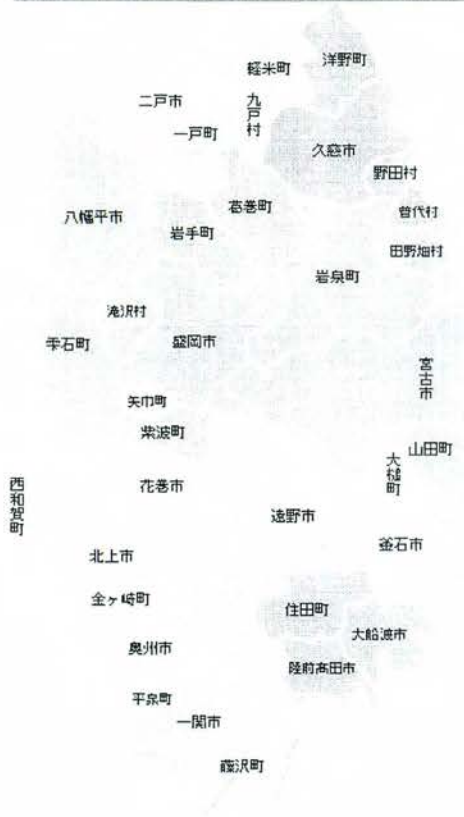 洋野町
軽米町
二戸市
九戸村
一戸町
久慈市
野田村
葛巻町
普代村
八幡平市
岩手町
田野畑村
岩泉町
滝沢村
雫石町
盛岡市
宮古市
矢巾町
紫波町
山田町
大槌町
花巻市
西和賀町
遠野市
釜石市
北上市
金ヶ崎町
住田町
大船渡市
奥州市
陸前高田市
平泉町
一関市
藤沢町